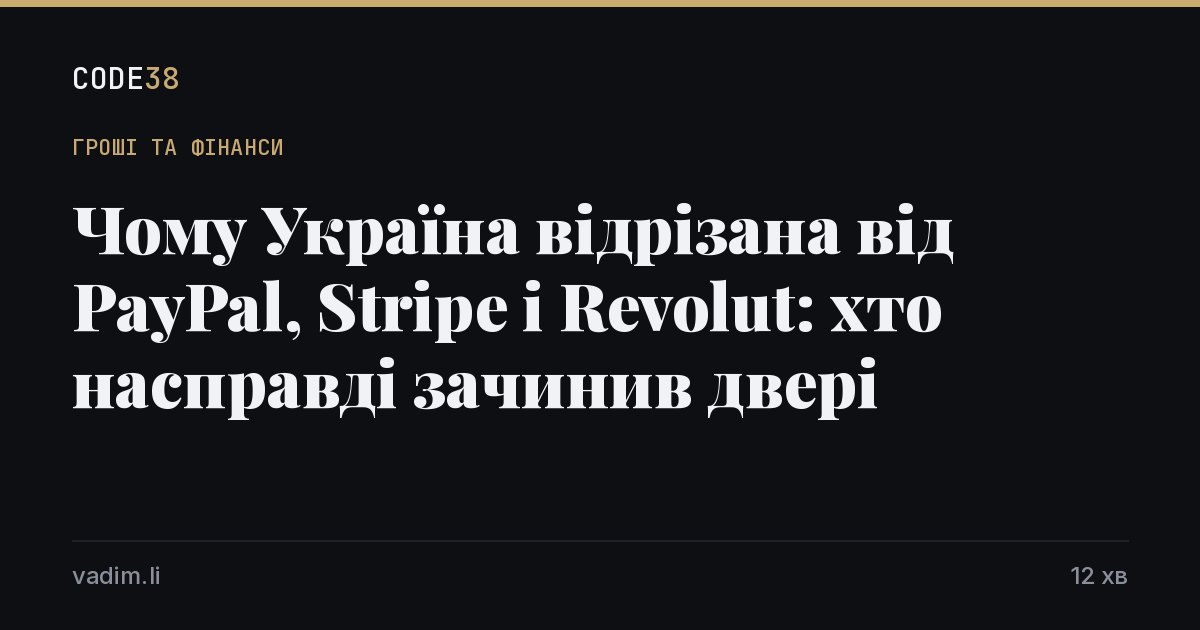 CODE38
ГРОШІ ТА ФІНАНСИ
Чому Україна відрізана від
PayPal, Stripe і Revolut: хто
насправді зачинив двері
vadim.li
12 хв